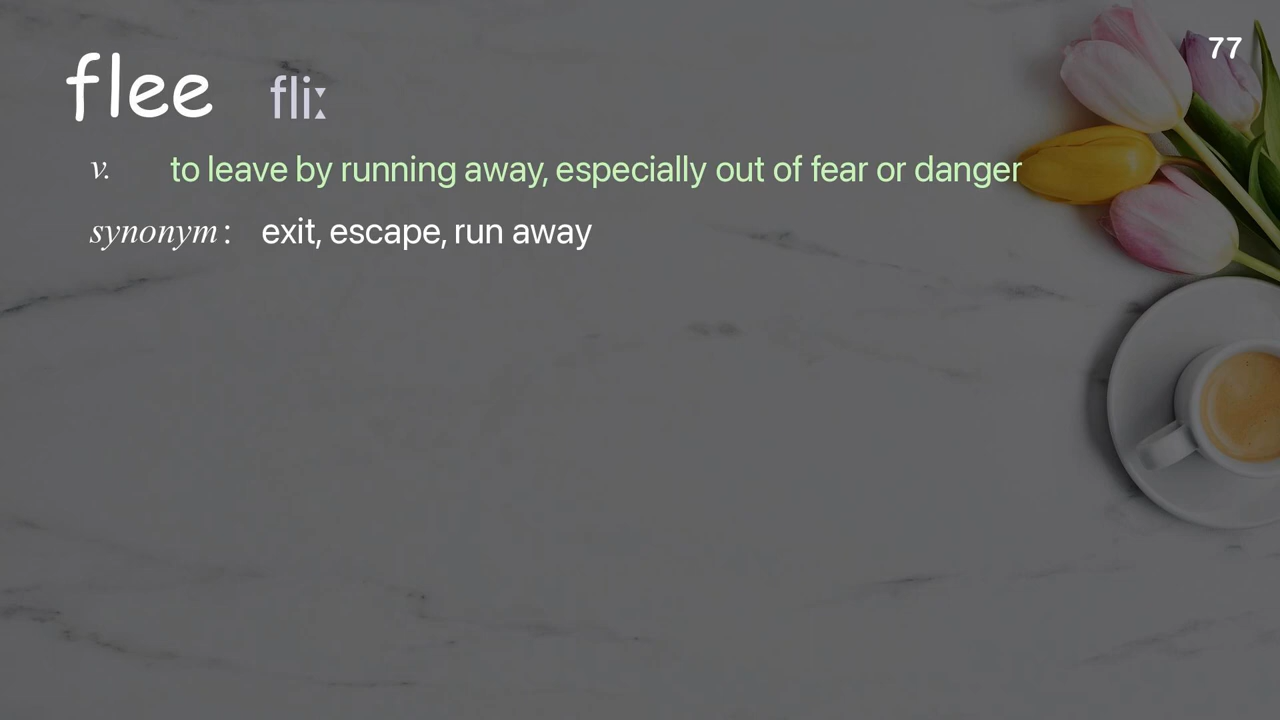 77
flee fliː
v. to leave by running away, especially out of fear or danger
synonym: exit, escape, run away